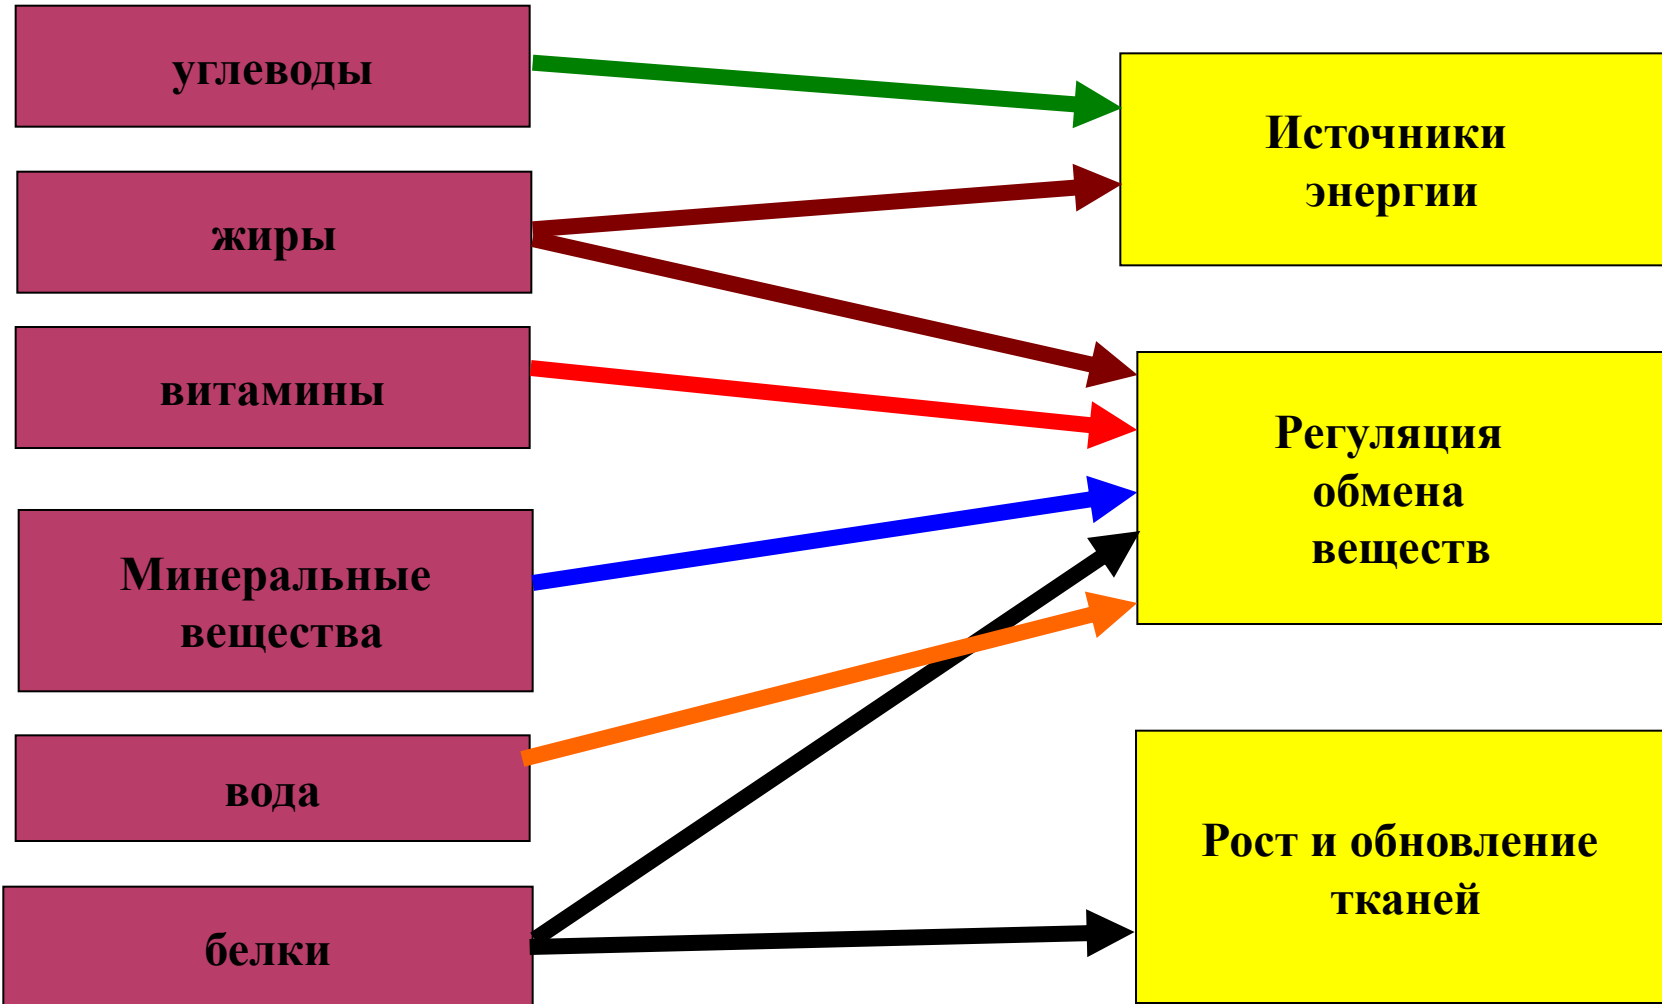 углеводы
жиры
витамины
Минеральные
вещества
вода
белки
Источники
энергии
Регуляция
обмена
веществ
Рост и обновление
тканей